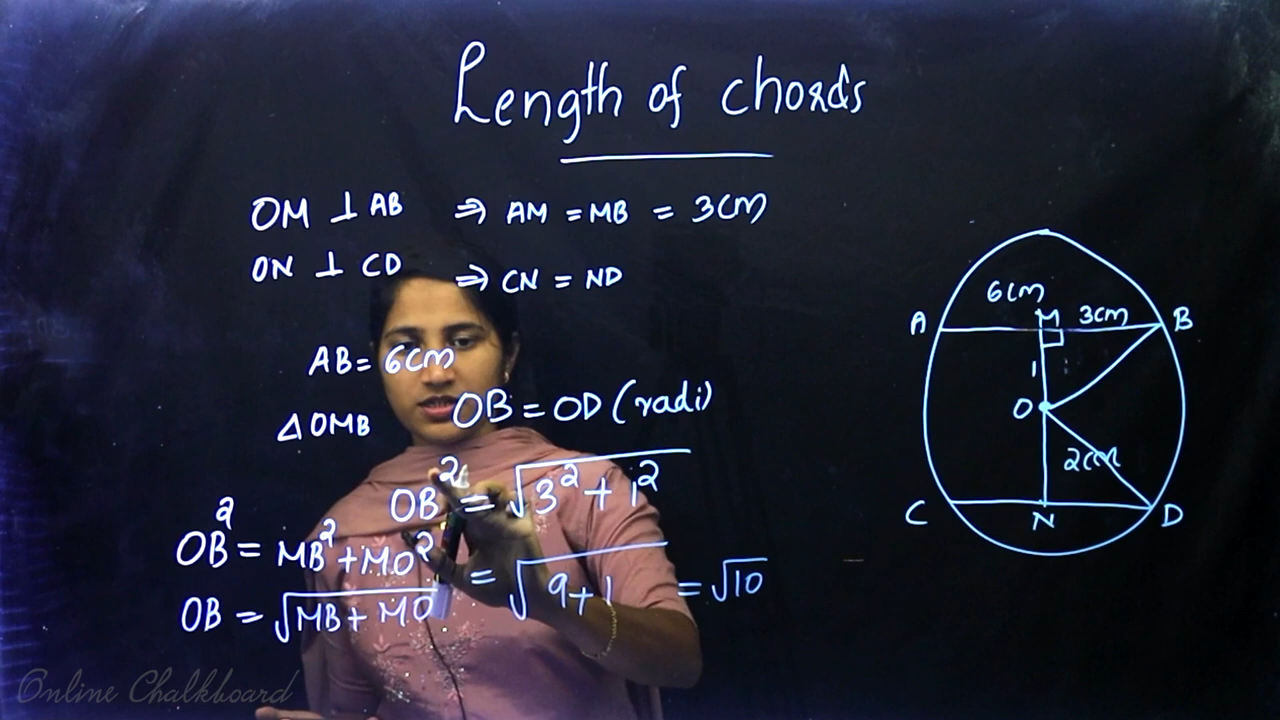 Length of chords
OM ⊥ AB ⇒ AM = MB = 3cm
ON ⊥ CD ⇒ CN = ND
AB = 6cm
△OMB OB = OD (radi)
OB² = √3² + 1²
OB² = MB² + MO² = √9+1 = √10
OB = √MB + MO
6cm
A M 3cm B
1
O
2cm
C N D
Online Chalkboard